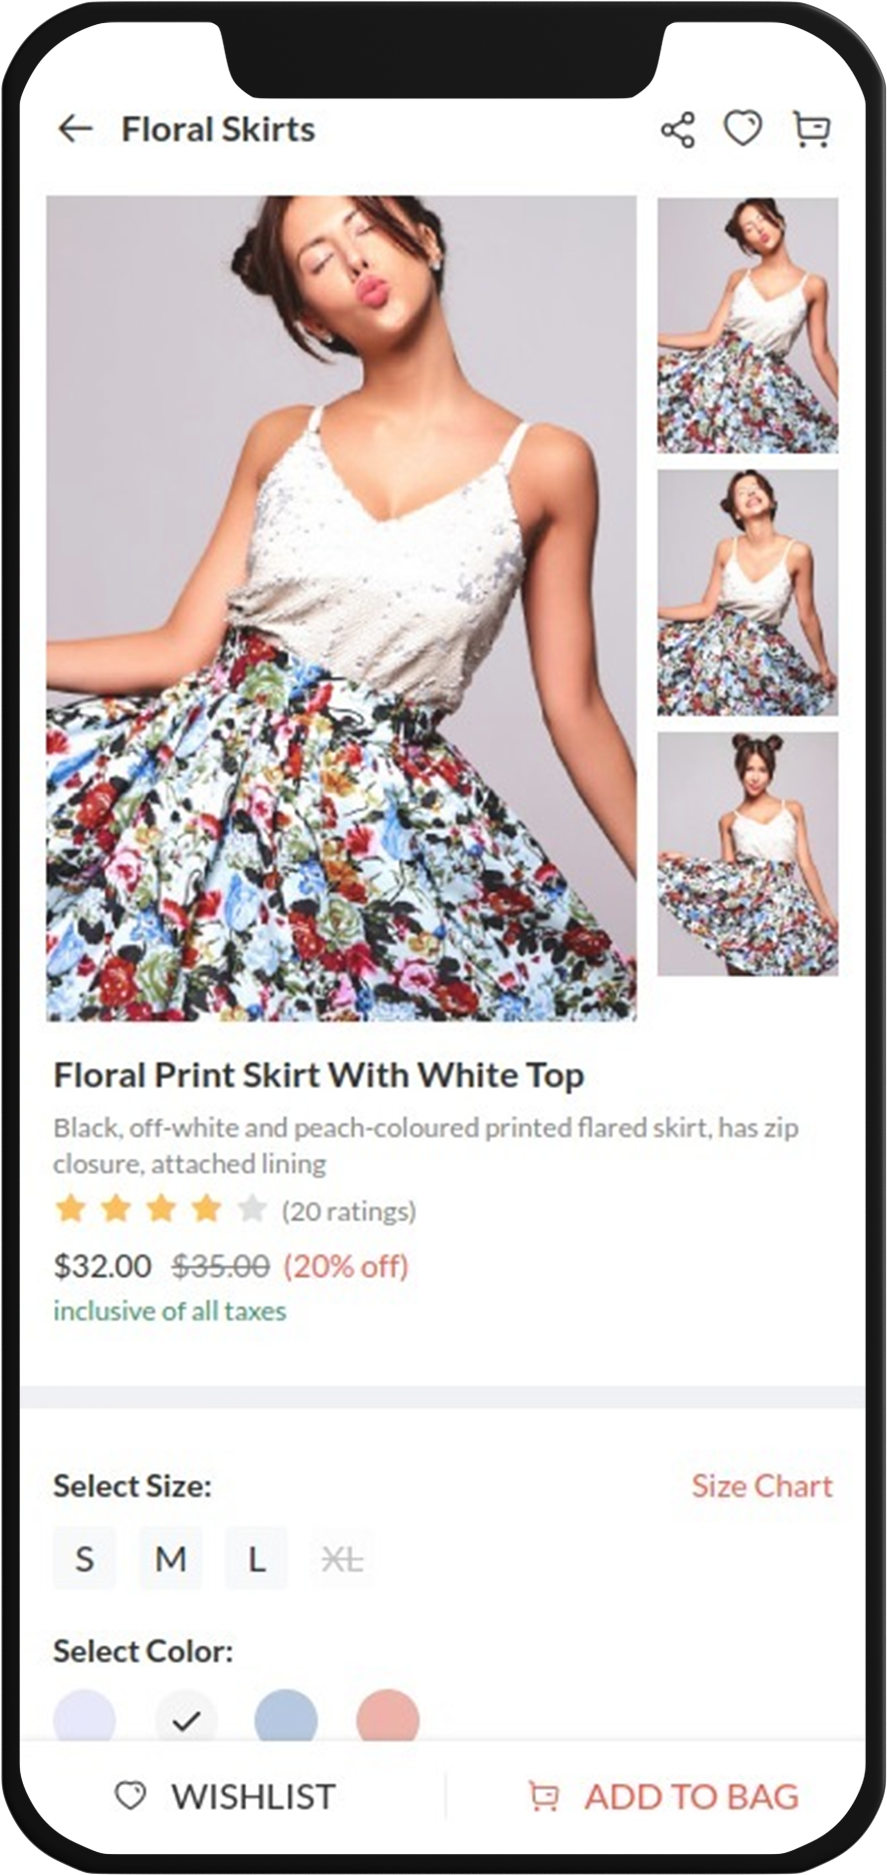 Floral Skirts
Floral Print Skirt With White Top
Black, off-white and peach-coloured printed flared skirt, has zip
closure, attached lining
(20 ratings)
$32.00 $35.00 (20% off)
inclusive of all taxes
Select Size: Size Chart
S M L XL
Select Color:
WISHLIST ADD TO BAG